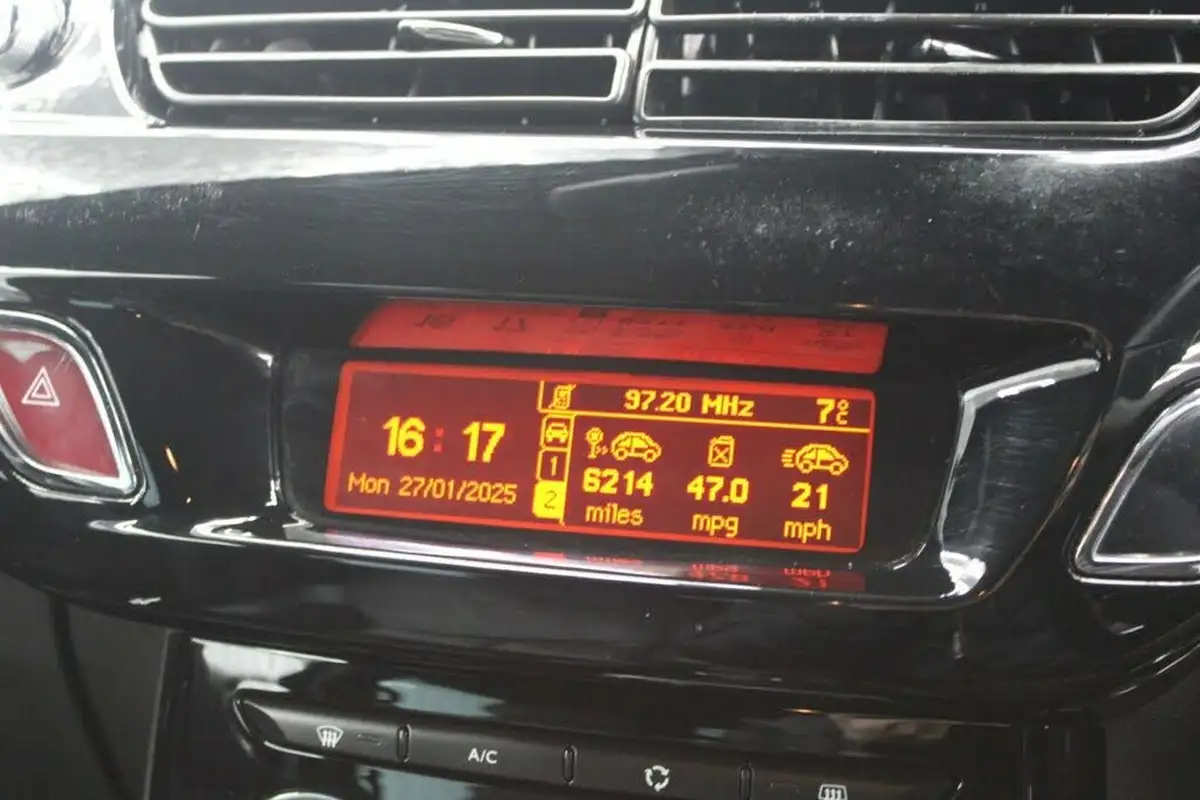 97.20 MHz 7°C
16:17
Mon 27/01/2025
1
2
6214 47.0 21
miles mpg mph
A/C